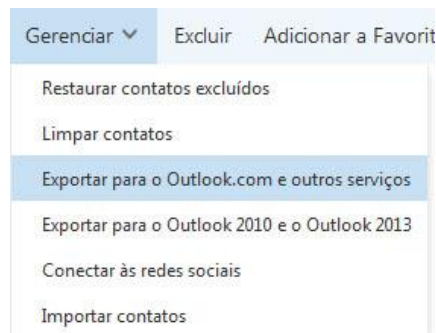 Gerenciar Excluir Adicionar a Favorit
Restaurar contatos excluídos
Limpar contatos
Exportar para o Outlook.com e outros serviços
Exportar para o Outlook 2010 e o Outlook 2013
Conectar às redes sociais
Importar contatos